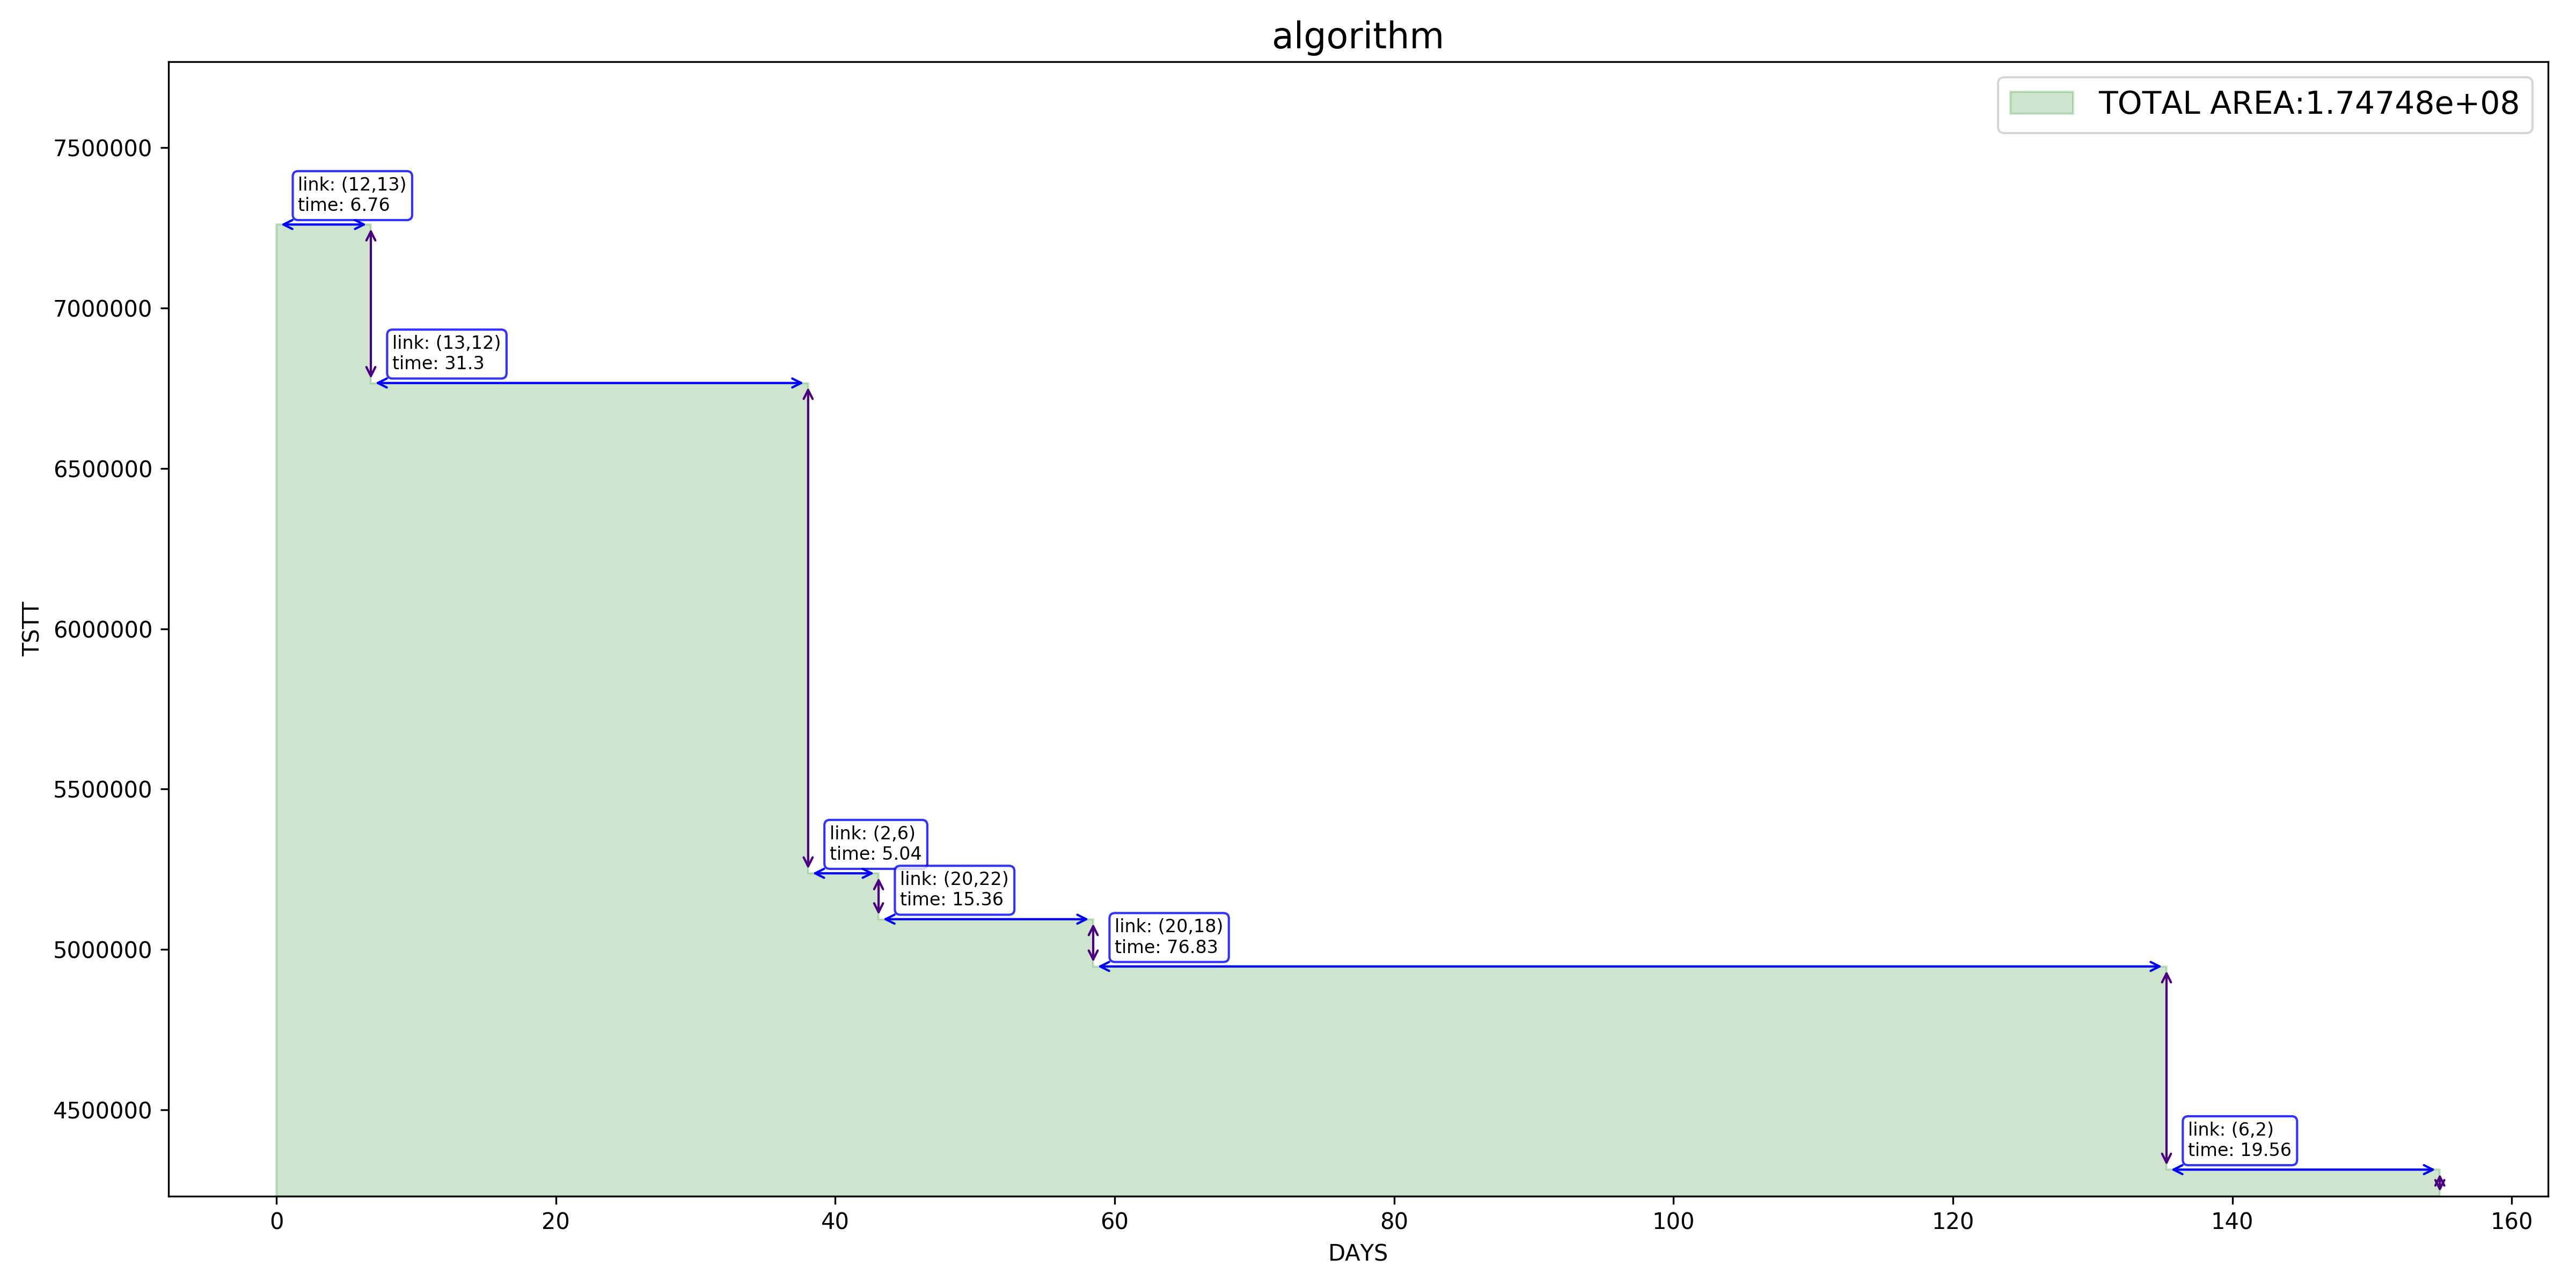 algorithm
TOTAL AREA:1.74748e+08
7500000
link: (12,13)
time: 6.76
7000000
link: (13,12)
time: 31.3
6500000
TSTT
6000000
5500000
link: (2,6)
time: 5.04
link: (20,22)
time: 15.36
link: (20,18)
time: 76.83
5000000
4500000
link: (6,2)
time: 19.56
0 20 40 60 80 100 120 140 160
DAYS